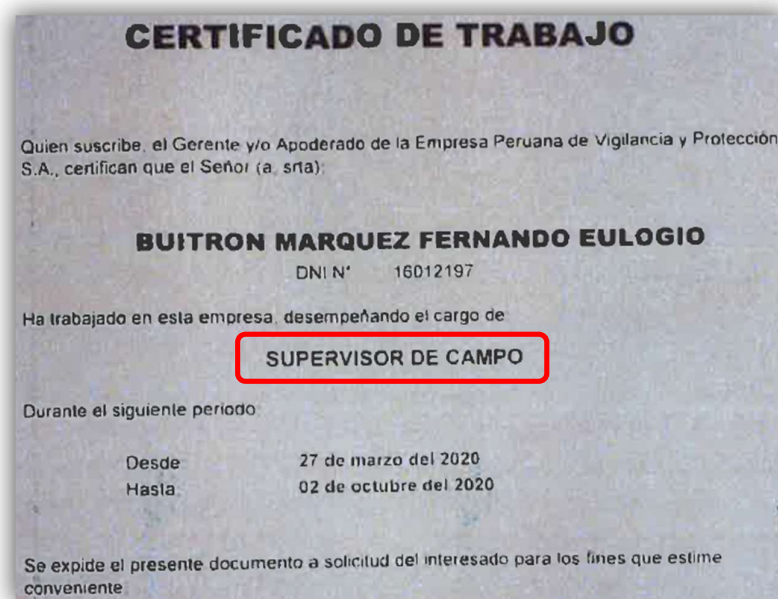 CERTIFICADO DE TRABAJO
Quien suscribe, el Gerente y/o Apoderado de la Empresa Peruana de Vigilancia y Protección
S.A., certifican que el Señor (a, srta);
BUITRON MARQUEZ FERNANDO EULOGIO
DNI N° 16012197
Ha trabajado en esta empresa, desempeñando el cargo de
SUPERVISOR DE CAMPO
Durante el siguiente periodo
Desde 27 de marzo del 2020
Hasta 02 de octubre del 2020
Se expide el presente documento a solicitud del interesado para los fines que estime
conveniente